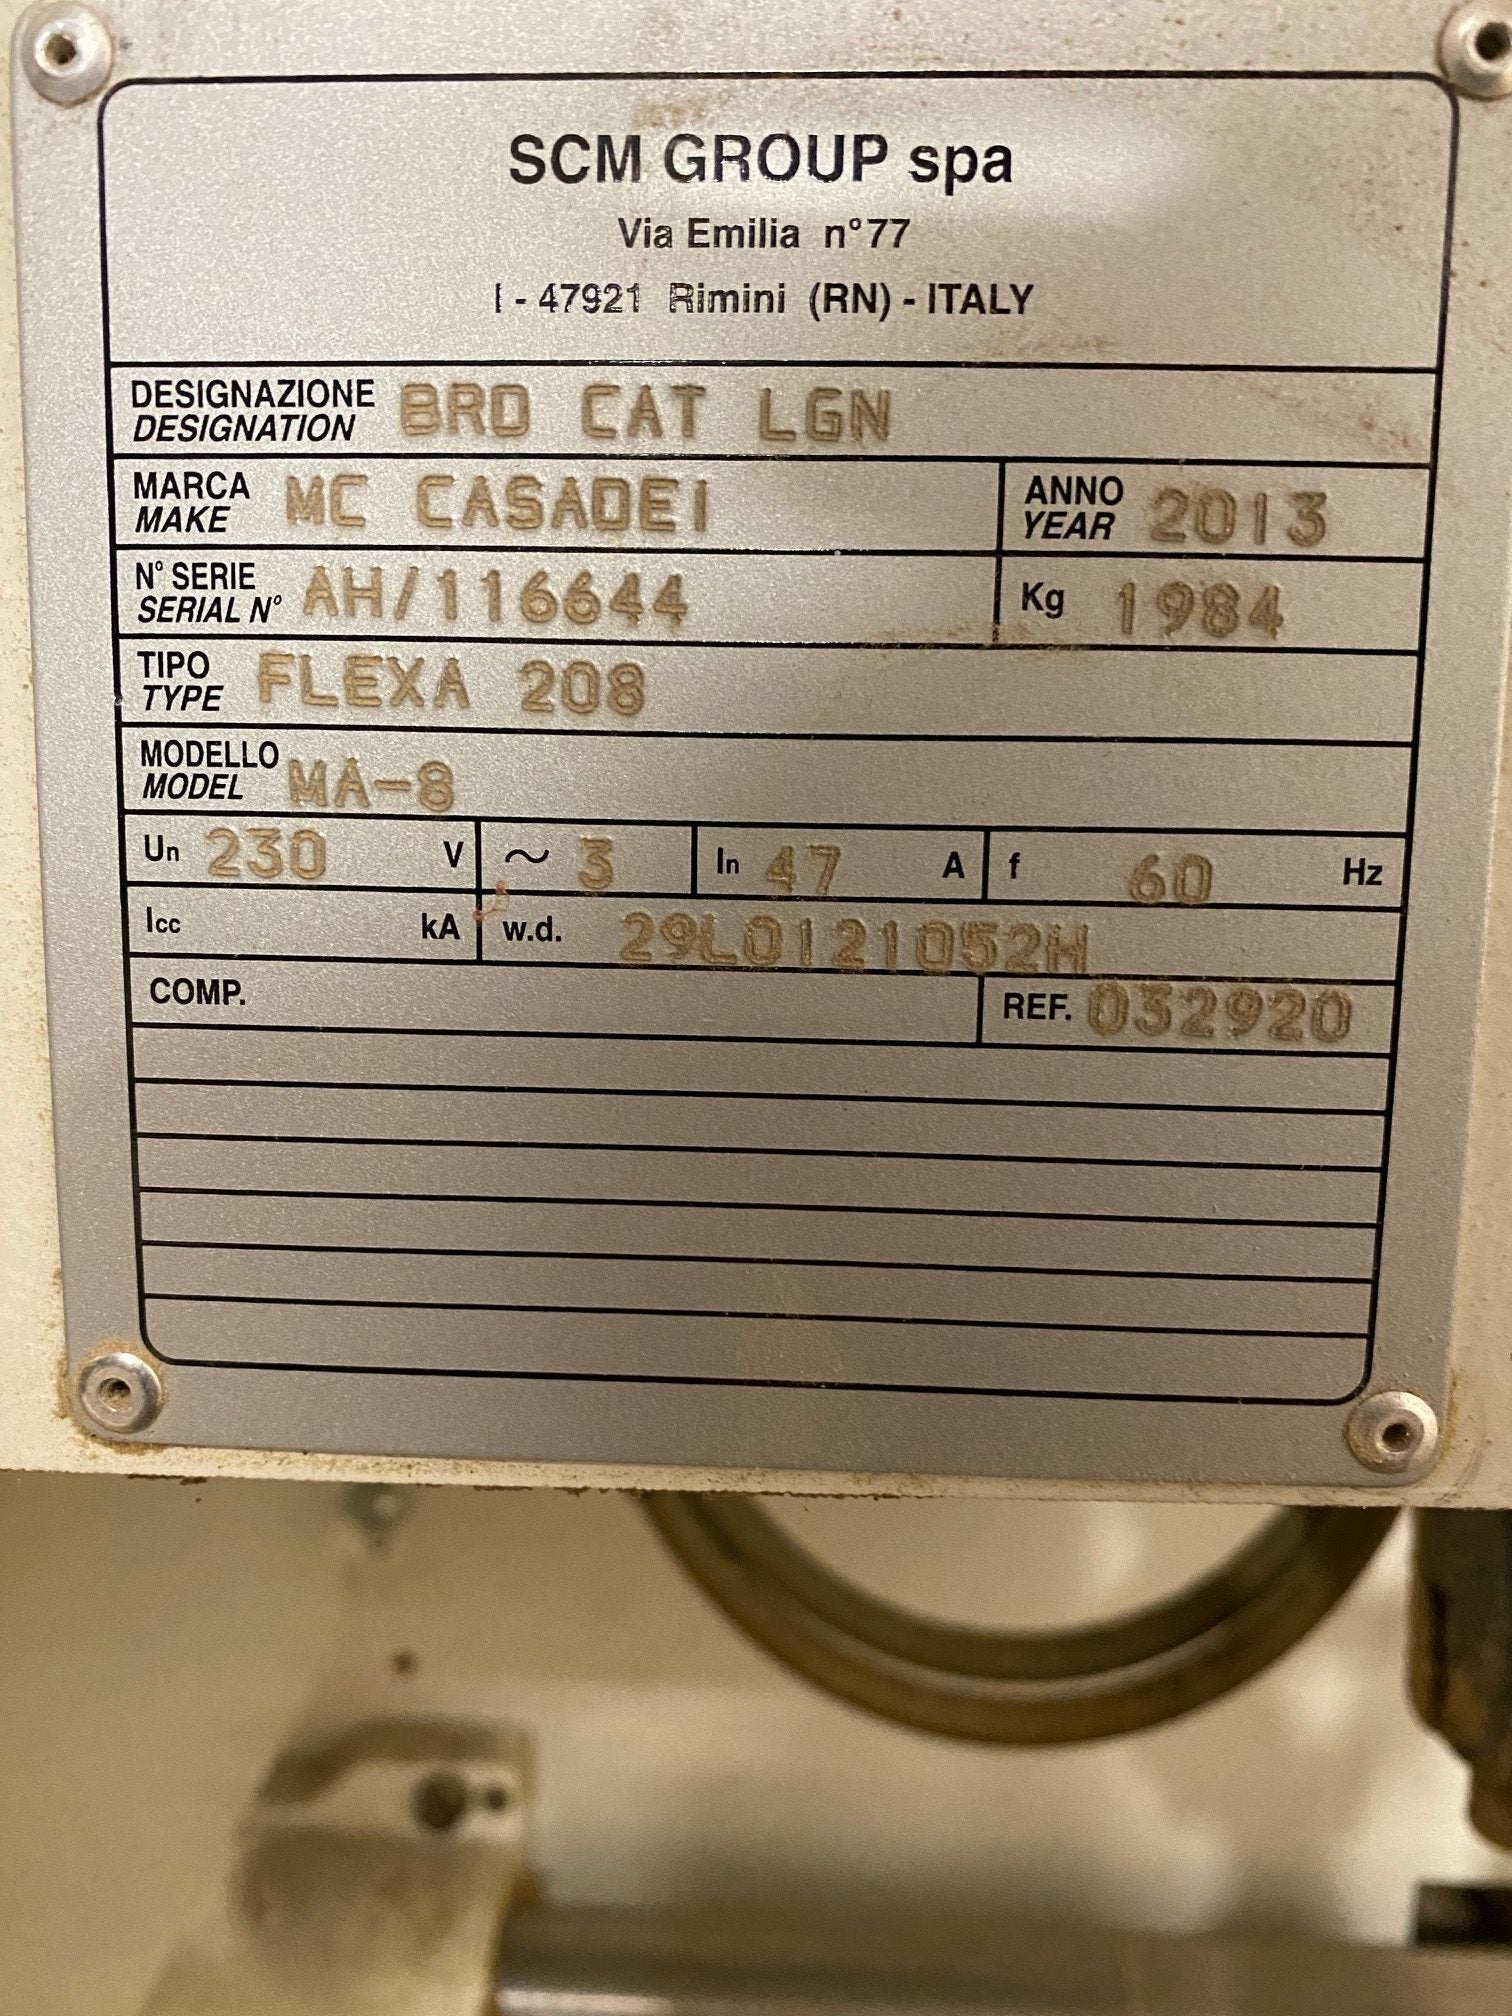 SCM GROUP spa
Via Emilia n°77
I - 47921 Rimini (RN) - ITALY
DESIGNAZIONE
DESIGNATION BRD CAT LGN
MARCA
MAKE MC CASADEI
ANNO
YEAR 2013
N° SERIE
SERIAL N° AH/116644
Kg 1984
TIPO
TYPE FLEXA 208
MODELLO
MODEL MA-8
Un 230 V ~ 3 In 47 A f 60 Hz
Icc kA w.d. 29L0121052H
COMP. REF. 032920